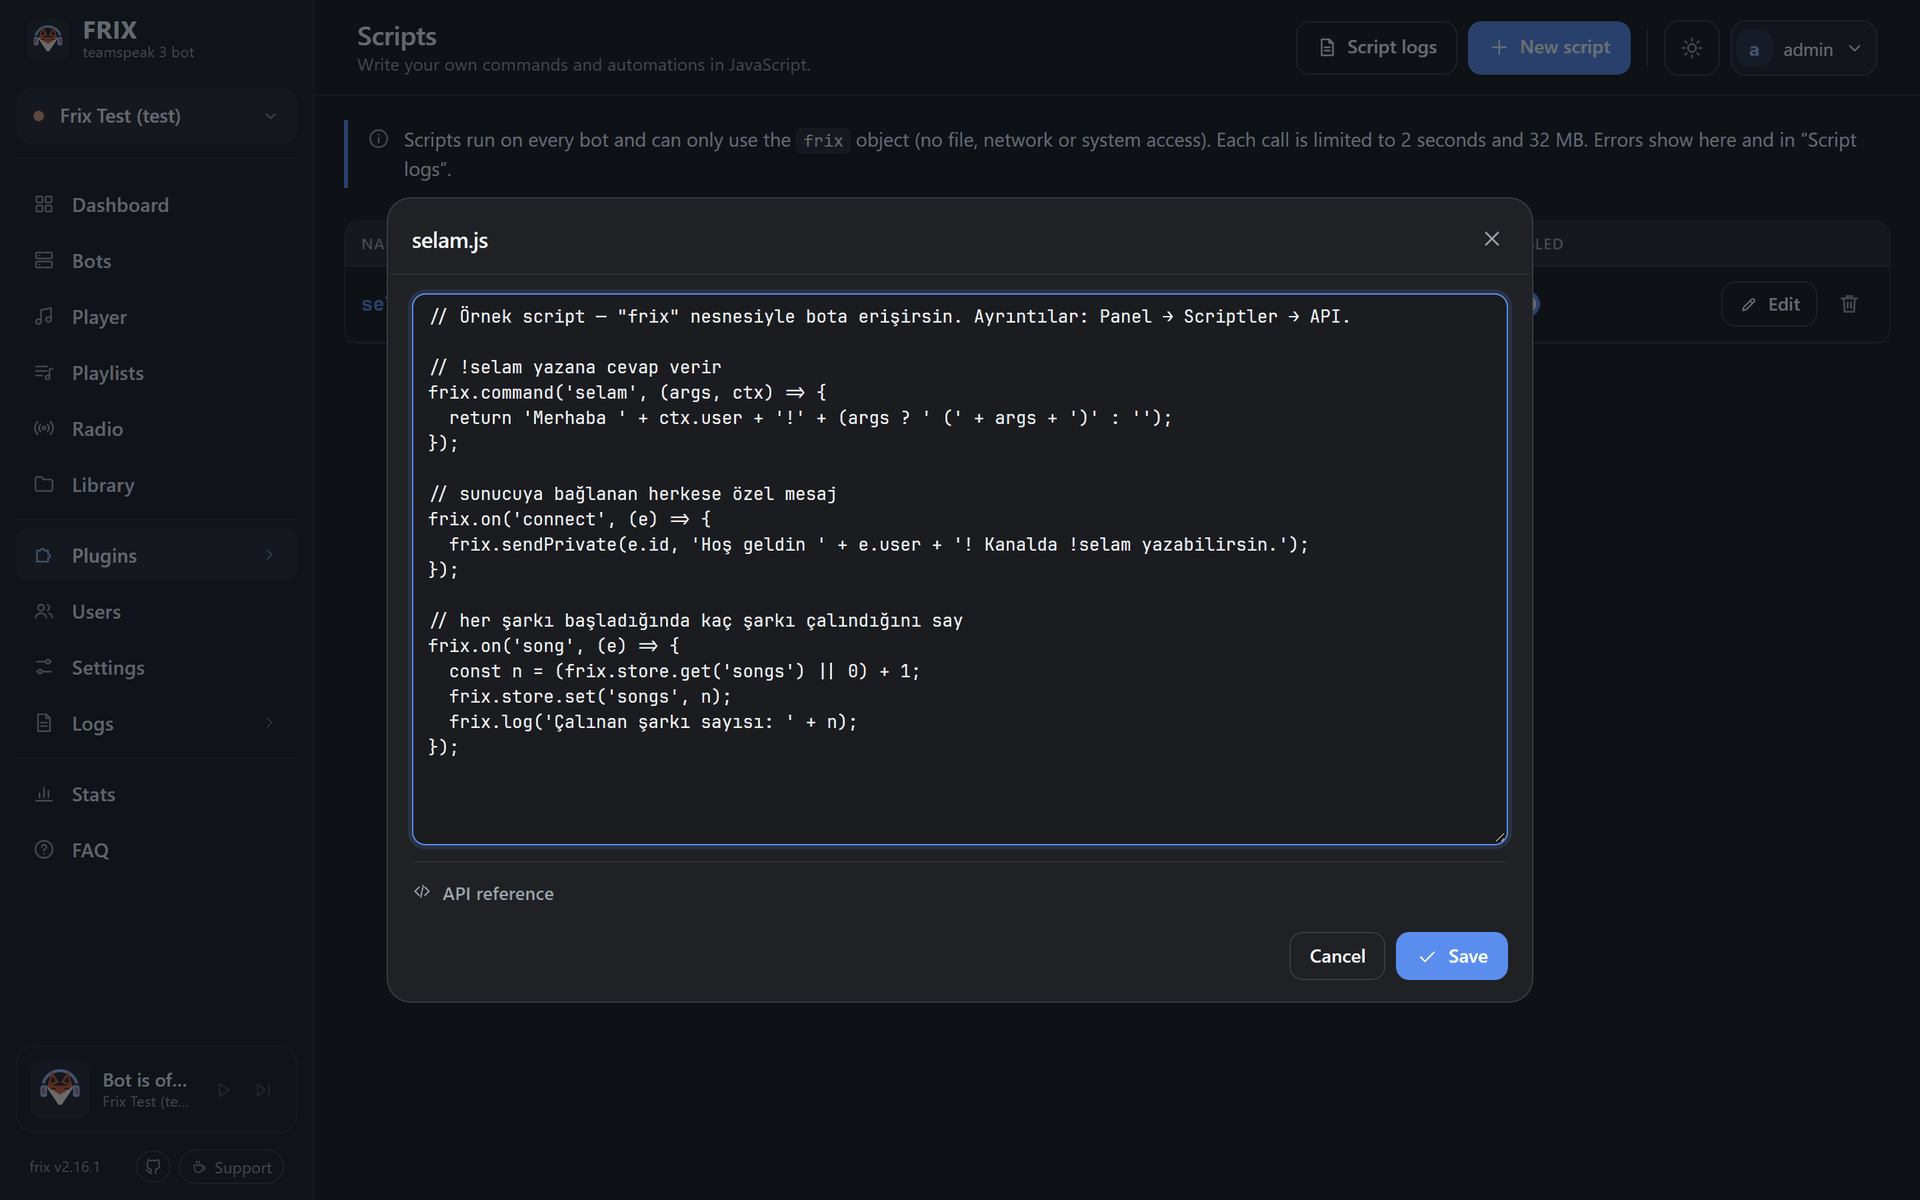 FRIX
teamspeak 3 bot
Frix Test (test)
Dashboard
Bots
Player
Playlists
Radio
Library
Plugins
Users
Settings
Logs
Stats
FAQ
Bot is of...
Frix Test (te...
frix v2.16.1
Support
Scripts
Write your own commands and automations in JavaScript.
Script logs
New script
a
admin
Scripts run on every bot and can only use the frix object (no file, network or system access). Each call is limited to 2 seconds and 32 MB. Errors show here and in “Script
logs”.
NA
LED
Edit
selam.js
// Örnek script — "frix" nesnesiyle bota erişirsin. Ayrıntılar: Panel → Scriptler → API.
// !selam yazana cevap verir
frix.command('selam', (args, ctx) => {
  return 'Merhaba ' + ctx.user + '!' + (args ? ' (' + args + ')' : '');
});
// sunucuya bağlanan herkese özel mesaj
frix.on('connect', (e) => {
  frix.sendPrivate(e.id, 'Hoş geldin ' + e.user + '! Kanalda !selam yazabilirsin.');
});
// her şarkı başladığında kaç şarkı çalındığını say
frix.on('song', (e) => {
  const n = (frix.store.get('songs') || 0) + 1;
  frix.store.set('songs', n);
  frix.log('Çalınan şarkı sayısı: ' + n);
});
API reference
Cancel
Save